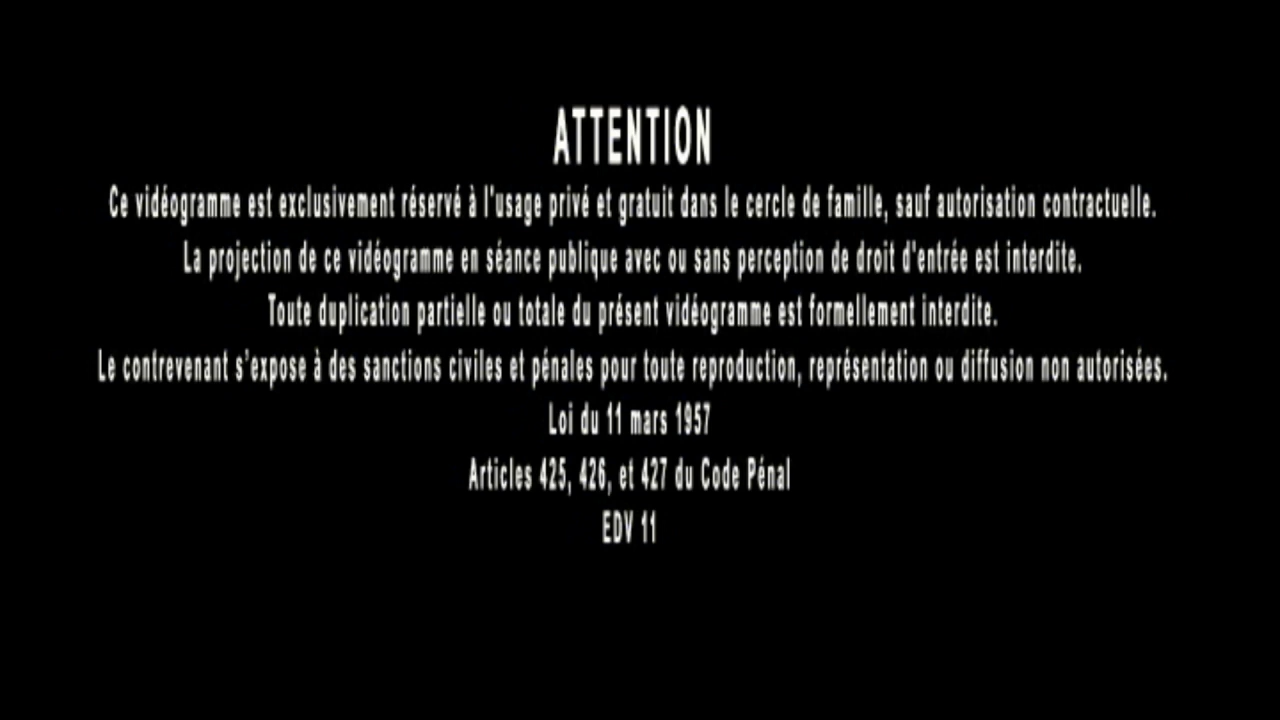 ATTENTION
Ce vidéogramme est exclusivement réservé à l'usage privé et gratuit dans le cercle de famille, sauf autorisation contractuelle.
La projection de ce vidéogramme en séance publique avec ou sans perception de droit d'entrée est interdite.
Toute duplication partielle ou totale du présent vidéogramme est formellement interdite.
Le contrevenant s'expose à des sanctions civiles et pénales pour toute reproduction, représentation ou diffusion non autorisées.
Loi du 11 mars 1957
Articles 425, 426, et 427 du Code Pénal
EDV 11